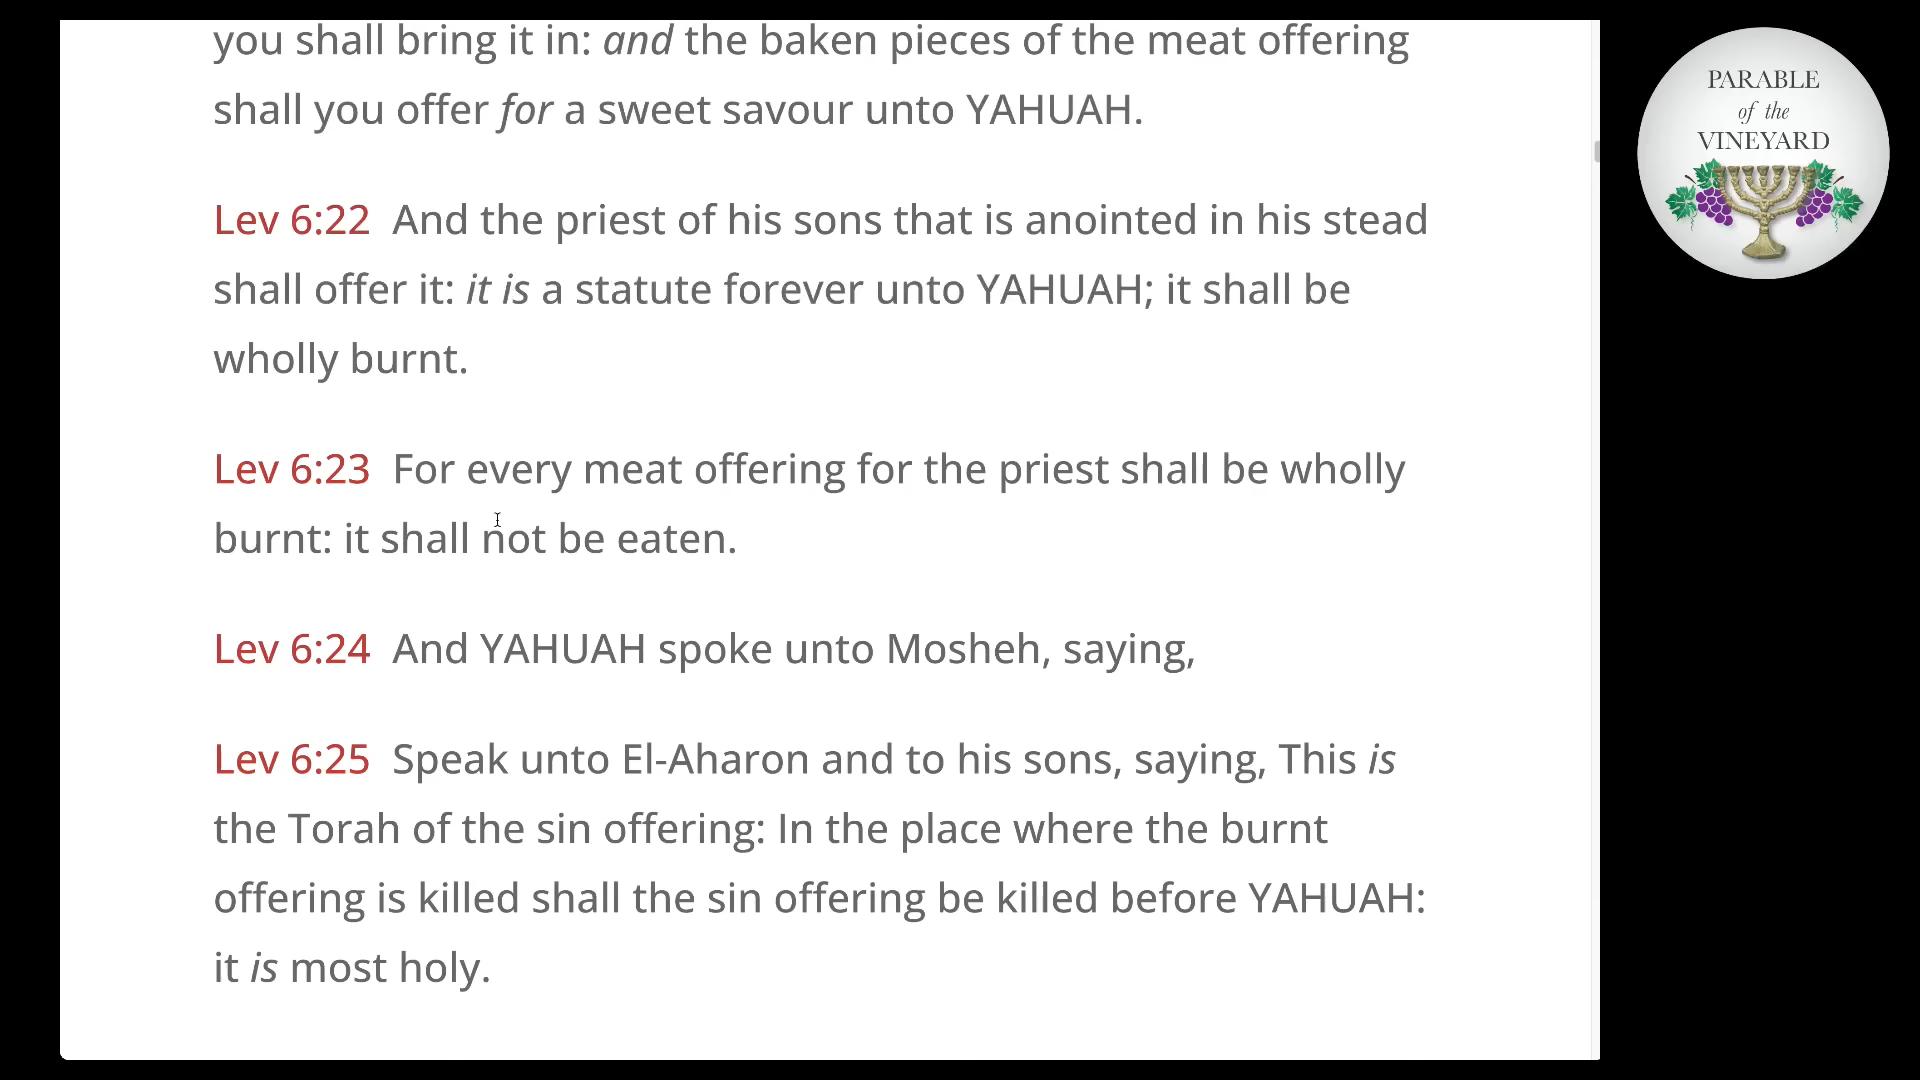 you shall bring it in: and the baken pieces of the meat offering
shall you offer for a sweet savour unto YAHUAH.
Lev 6:22 And the priest of his sons that is anointed in his stead
shall offer it: it is a statute forever unto YAHUAH; it shall be
wholly burnt.
Lev 6:23 For every meat offering for the priest shall be wholly
burnt: it shall not be eaten.
Lev 6:24 And YAHUAH spoke unto Mosheh, saying,
Lev 6:25 Speak unto El-Aharon and to his sons, saying, This is
the Torah of the sin offering: In the place where the burnt
offering is killed shall the sin offering be killed before YAHUAH:
it is most holy.
PARABLE
of the
VINEYARD